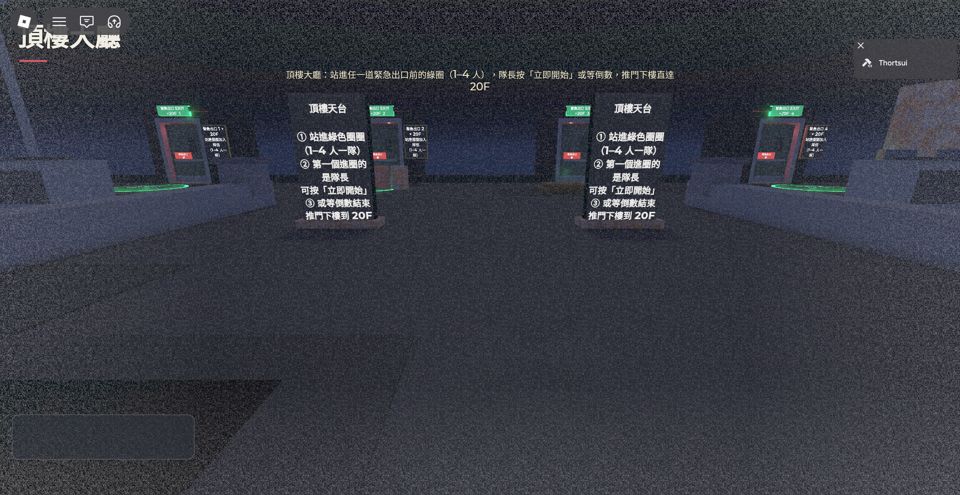 頂樓大廳
頂樓大廳：站進任一道緊急出口前的綠圈（1–4 人），隊長按「立即開始」或等倒數，推門下樓直達
20F
Thortsui
頂樓天台
① 站進綠色圈圈
（1–4 人一隊）
② 第一個進圈的
是隊長
可按「立即開始」
③ 或等倒數結束
推門下樓到 20F
頂樓天台
① 站進綠色圈圈
（1–4 人一隊）
② 第一個進圈的
是隊長
可按「立即開始」
③ 或等倒數結束
推門下樓到 20F